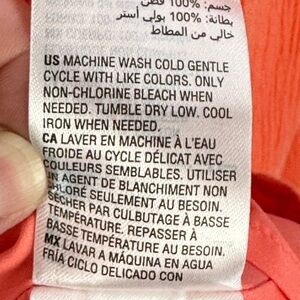 جسم: 100% قطن
بطانة: 100% بولي أستر
خالي من المطاط
US MACHINE WASH COLD GENTLE
CYCLE WITH LIKE COLORS. ONLY
NON-CHLORINE BLEACH WHEN
NEEDED. TUMBLE DRY LOW. COOL
IRON WHEN NEEDED.
CA LAVER EN MACHINE À L'EAU
FROIDE AU CYCLE DÉLICAT AVEC
COULEURS SEMBLABLES. UTILISER
UN AGENT DE BLANCHIMENT NON
CHLORÉ SEULEMENT AU BESOIN.
SÉCHER PAR CULBUTAGE À BASSE
TEMPÉRATURE. REPASSER À
BASSE TEMPÉRATURE AU BESOIN.
MX LAVAR A MÁQUINA EN AGUA
FRÍA CICLO DELICADO CON